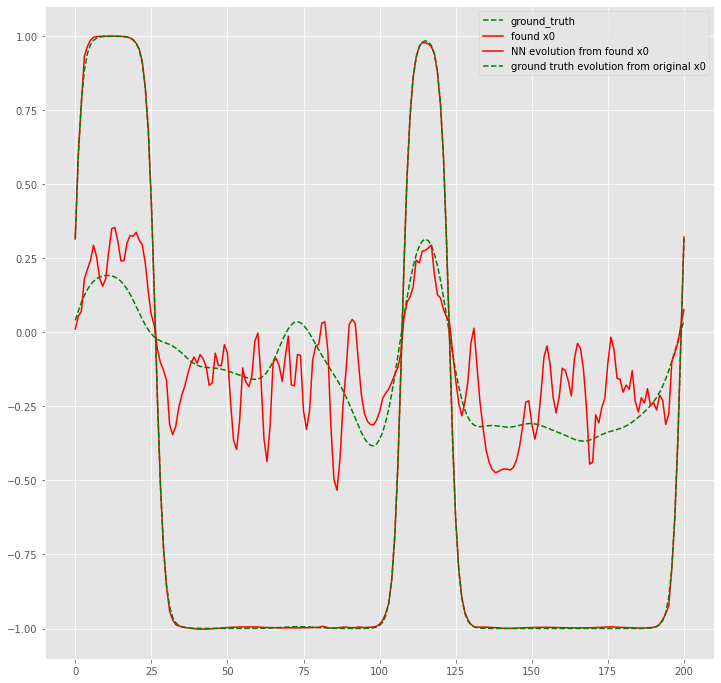 ground_truth
found x0
NN evolution from found x0
ground truth evolution from original x0
1.00
0.75
0.50
0.25
0.00
−0.25
−0.50
−0.75
−1.00
0 25 50 75 100 125 150 175 200